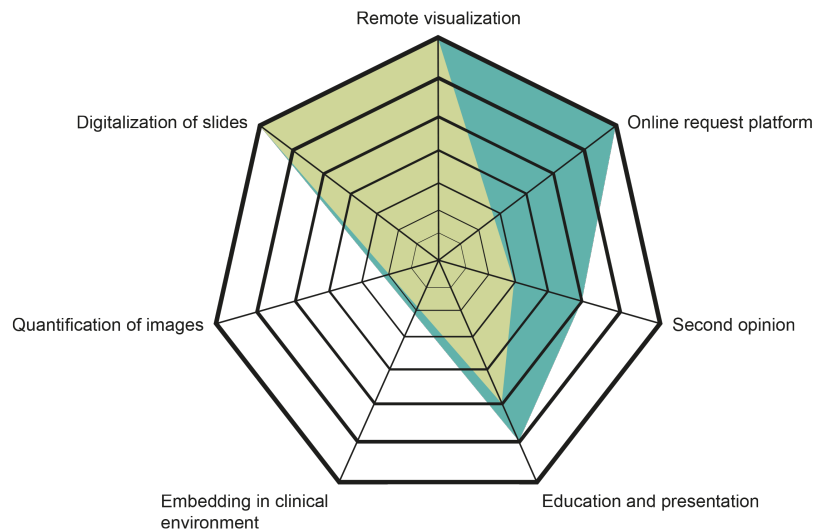 Remote visualization
Digitalization of slides
Online request platform
Quantification of images
Second opinion
Embedding in clinical
environment
Education and presentation